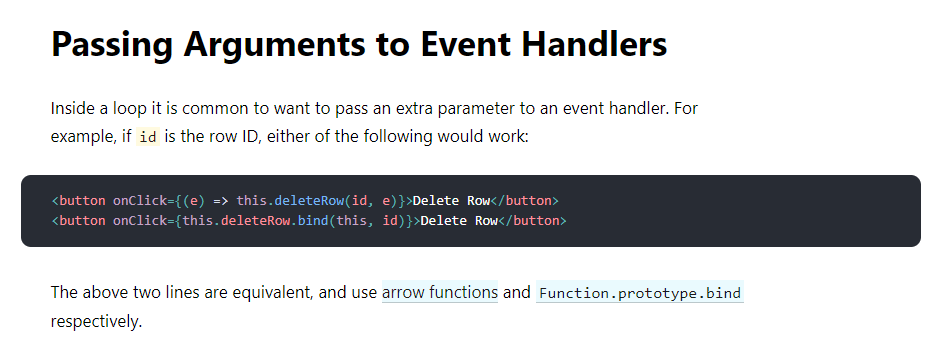 Passing Arguments to Event Handlers
Inside a loop it is common to want to pass an extra parameter to an event handler. For
example, if id is the row ID, either of the following would work:
<button onClick={(e) => this.deleteRow(id, e)}>Delete Row</button>
<button onClick={this.deleteRow.bind(this, id)}>Delete Row</button>
The above two lines are equivalent, and use arrow functions and Function.prototype.bind
respectively.